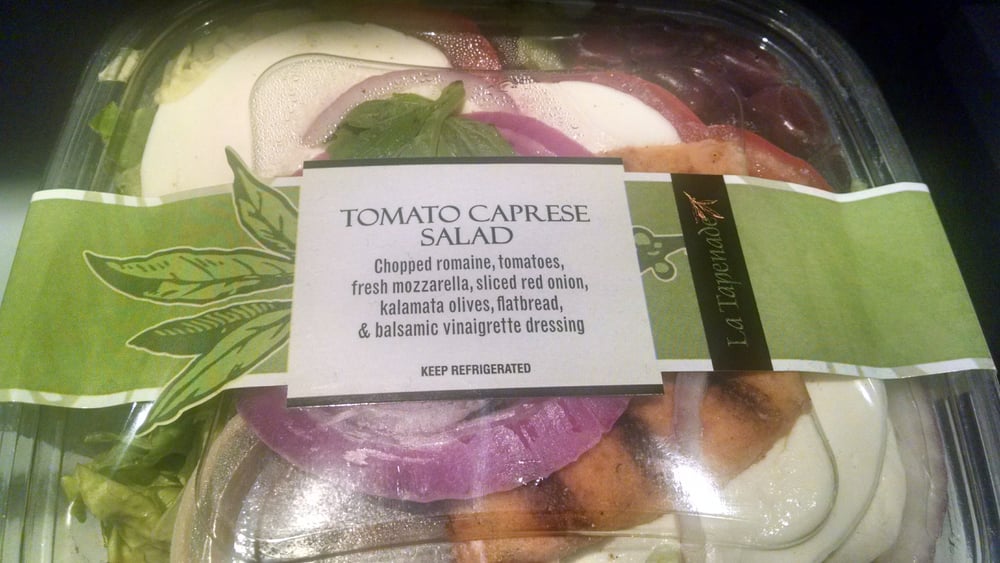 TOMATO CAPRESE
SALAD
Chopped romaine, tomatoes,
fresh mozzarella, sliced red onion,
kalamata olives, flatbread,
& balsamic vinaigrette dressing
KEEP REFRIGERATED
La Tapenade